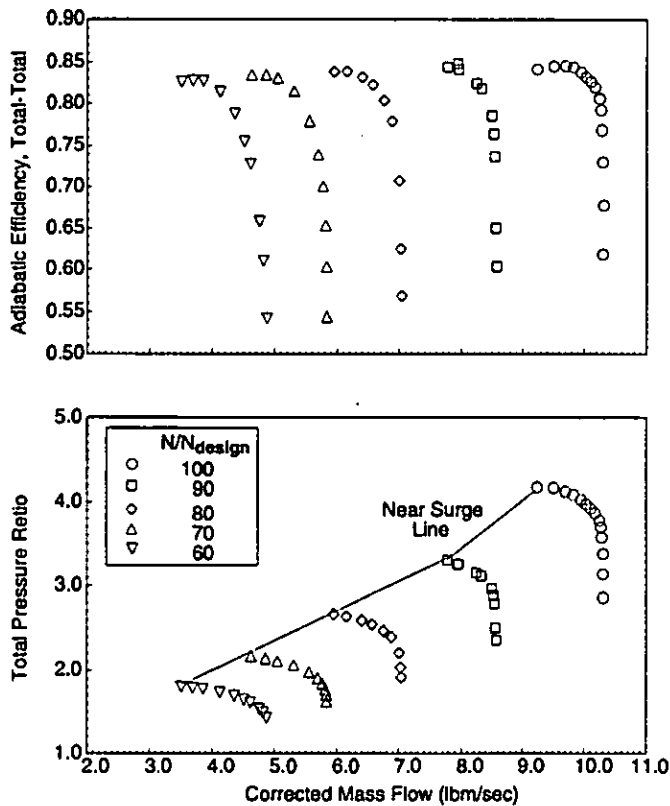 0.90
0.85
0.80
0.75
0.70
0.65
0.60
0.55
0.50
Adiabatic Efficiency, Total-Total
5.0
4.0
3.0
2.0
1.0
Total Pressure Ratio
N/Ndesign
100
90
80
70
60
Near Surge
Line
2.0 3.0 4.0 5.0 6.0 7.0 8.0 9.0 10.0 11.0
Corrected Mass Flow (lbm/sec)